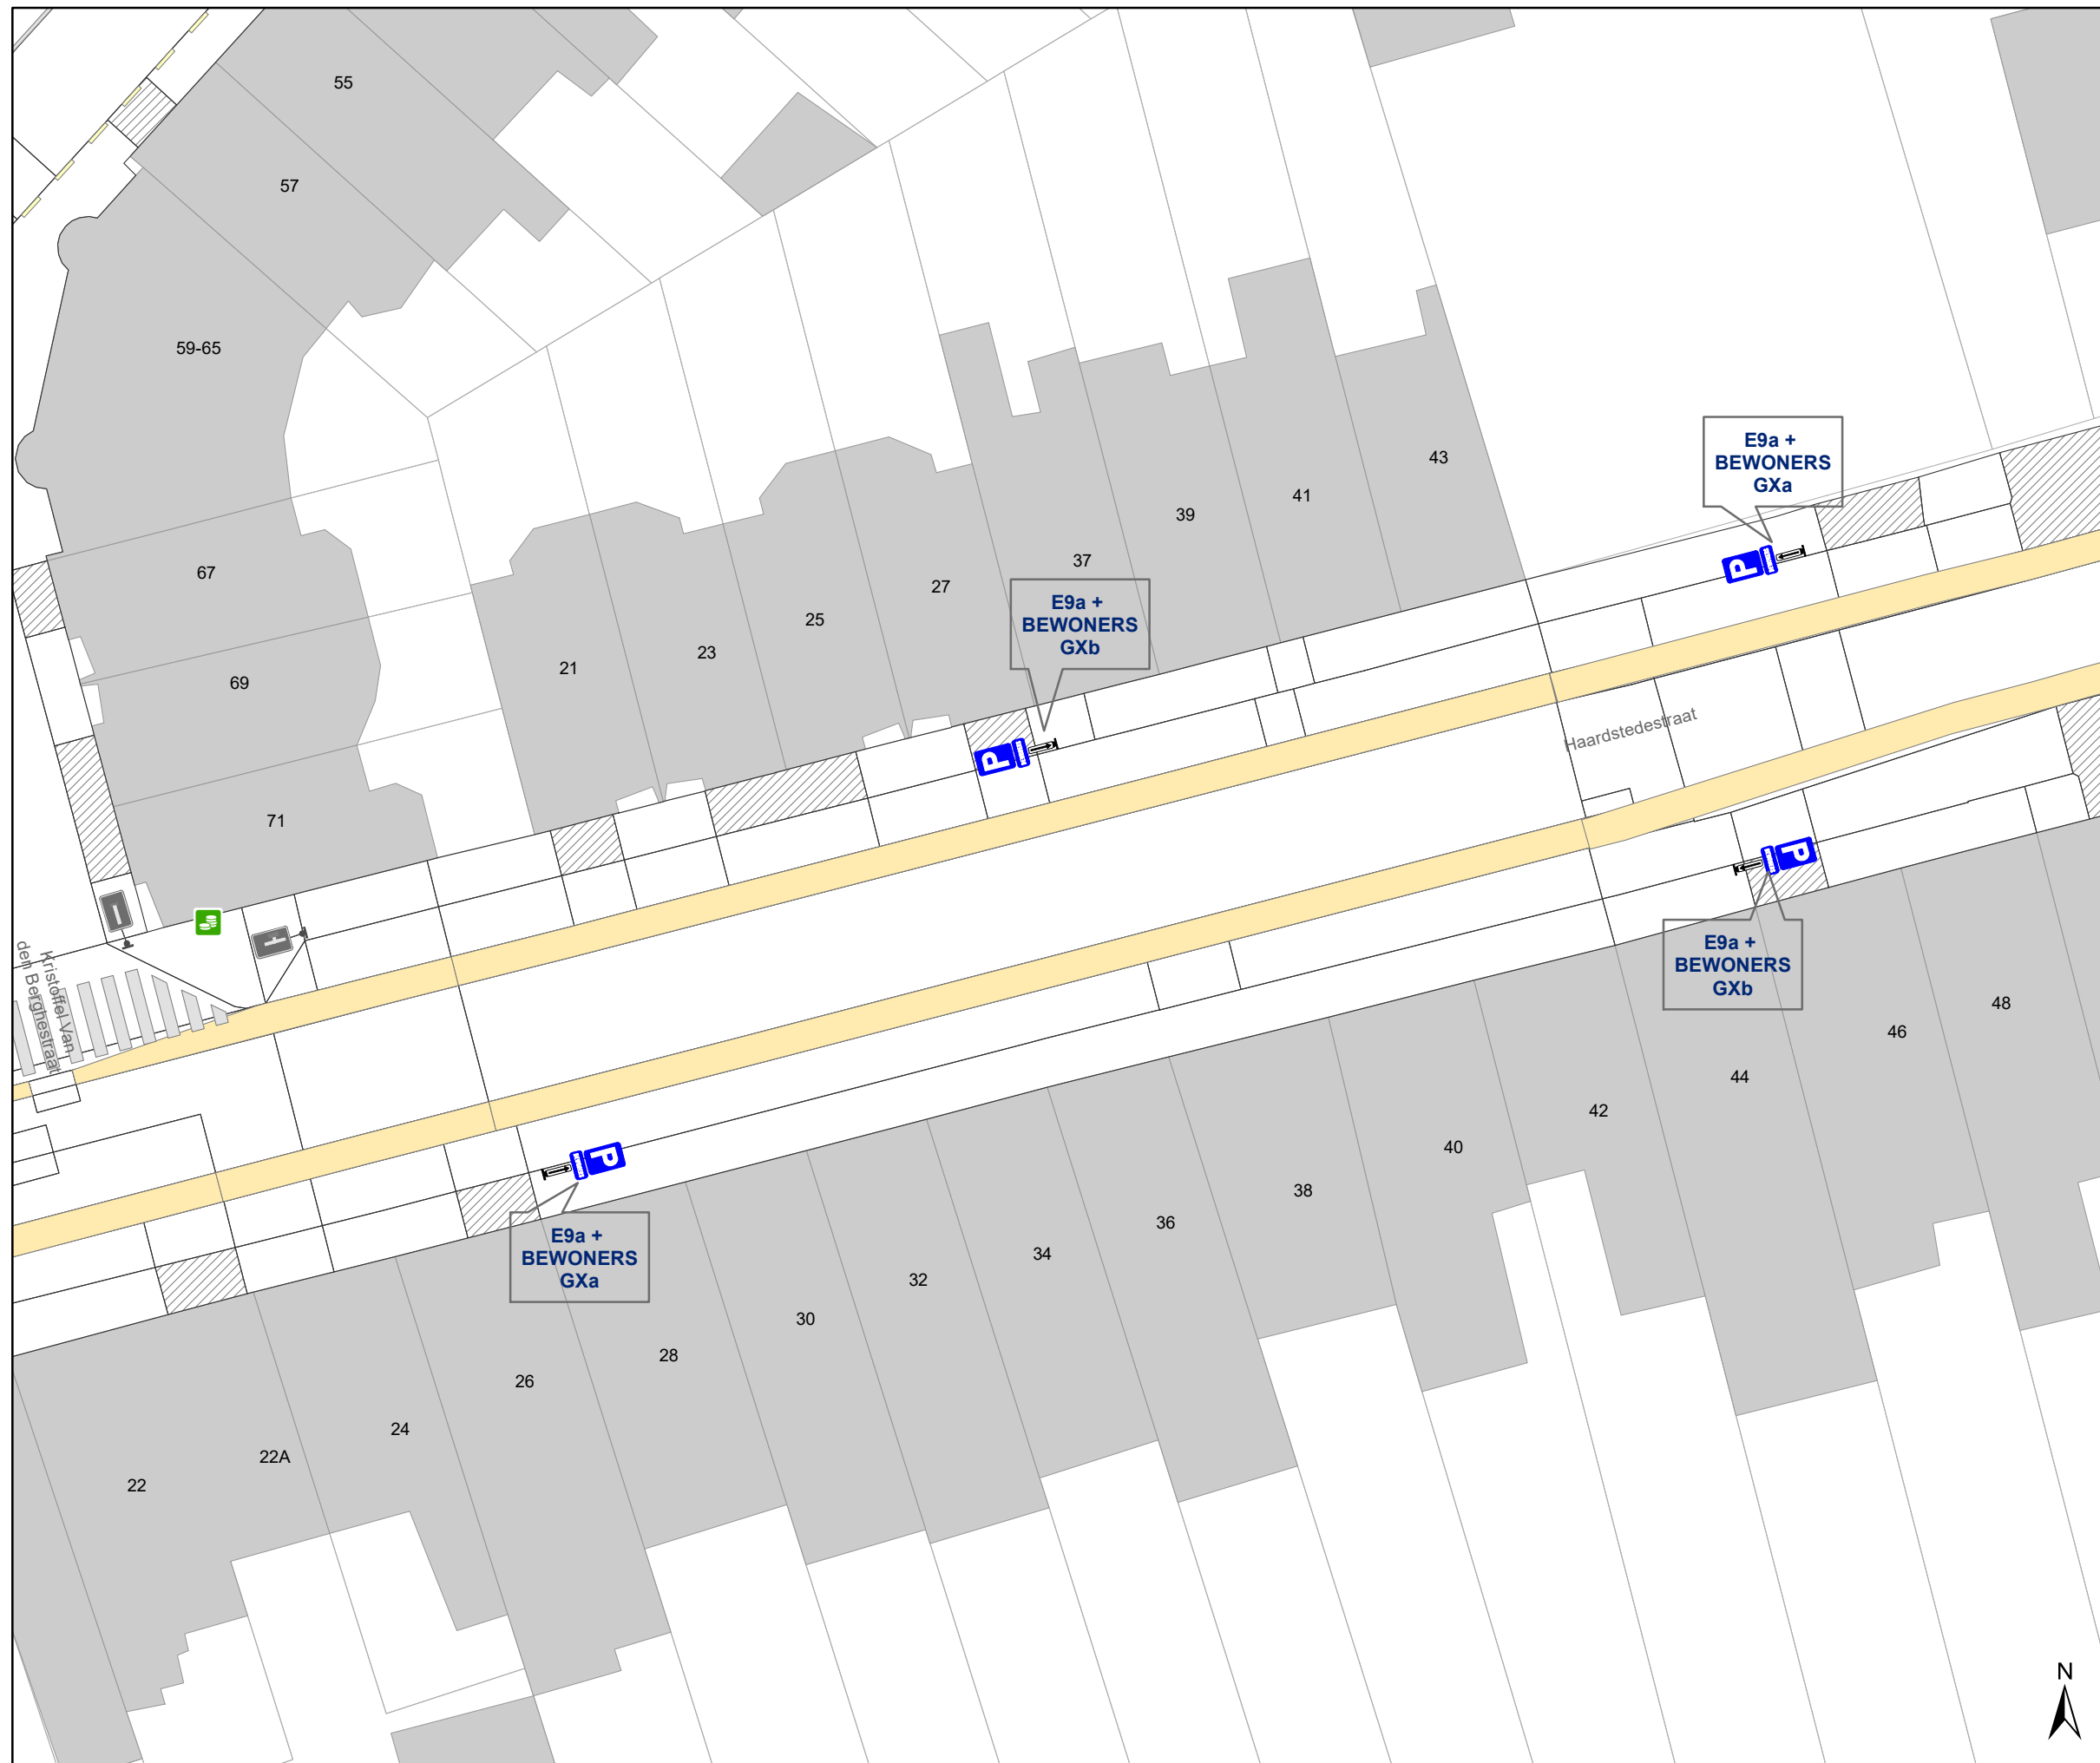 55
57
59-65
E9a +
BEWONERS
GXa
43
41
39
37
67
27
E9a +
BEWONERS
GXb
25
23
21
69
P
P
Haardstedestraat
71
P
E9a +
BEWONERS
GXb
Kristoffel Van
den Berghestraat
48
46
44
42
40
P
38
36
34
32
30
28
26
24
22A
22
E9a +
BEWONERS
GXa
N